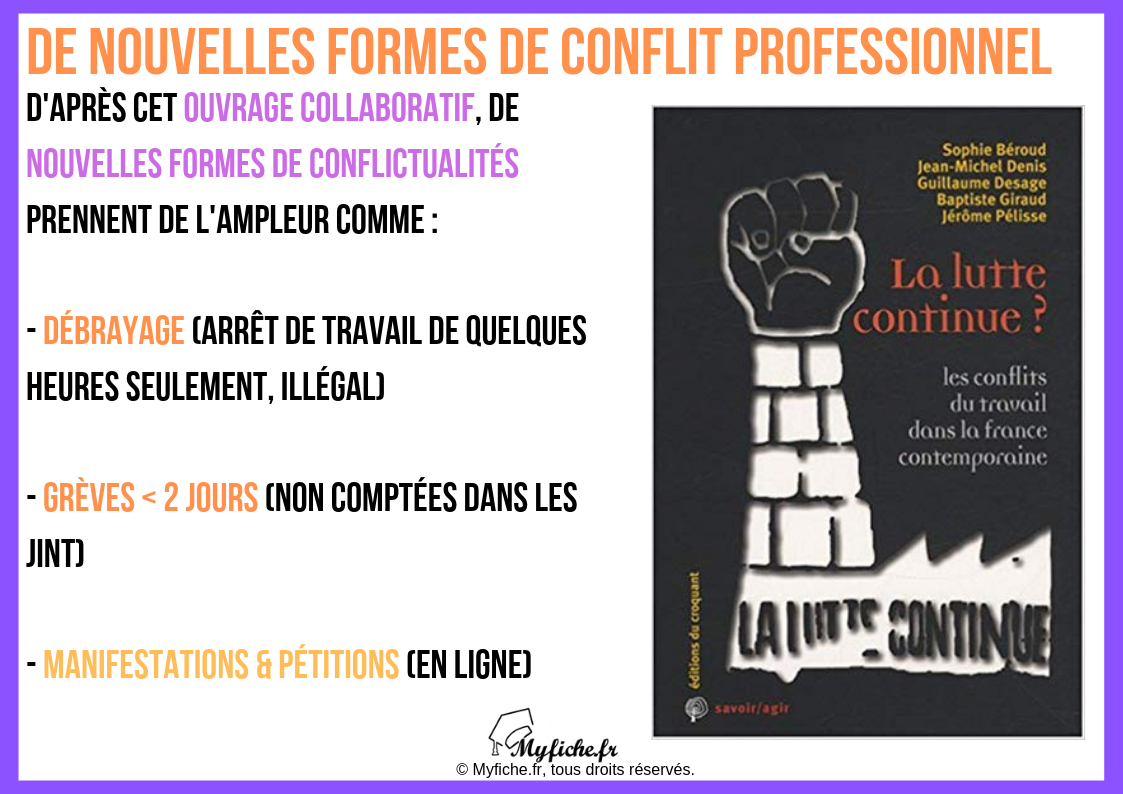 DE NOUVELLES FORMES DE CONFLIT PROFESSIONNEL
D'APRÈS CET OUVRAGE COLLABORATIF, DE
NOUVELLES FORMES DE CONFLICTUALITÉS
PRENNENT DE L'AMPLEUR COMME :
- DÉBRAYAGE (ARRÊT DE TRAVAIL DE QUELQUES
HEURES SEULEMENT, ILLÉGAL)
- GRÈVES < 2 JOURS (NON COMPTÉES DANS LES
JINT)
- MANIFESTATIONS & PÉTITIONS (EN LIGNE)
Sophie Béroud
Jean-Michel Denis
Guillaume Desage
Baptiste Giraud
Jérôme Pélisse
La lutte
continue ?
les conflits
du travail
dans la france
contemporaine
LA LUTTE CONTINUE
éditions du croquant
savoir/agir
Myfiche.fr
© Myfiche.fr, tous droits réservés.